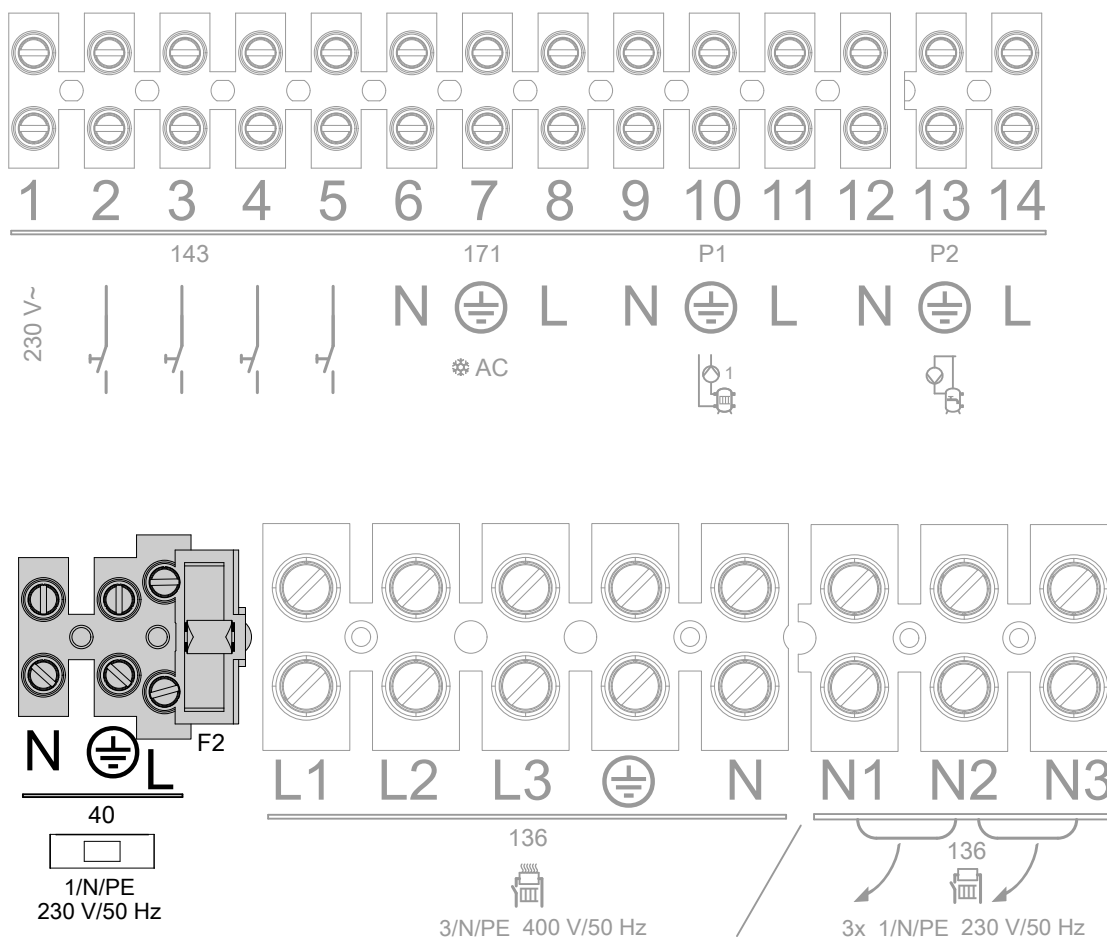 1 2 3 4 5 6 7 8 9 10 11 12 13 14
143 171 P1 P2
230 V~ N L N L N L
AC 1
F2
N L
L1 L2 L3 N N1 N2 N3
40
136 136
1/N/PE
230 V/50 Hz
3/N/PE 400 V/50 Hz 3x 1/N/PE 230 V/50 Hz